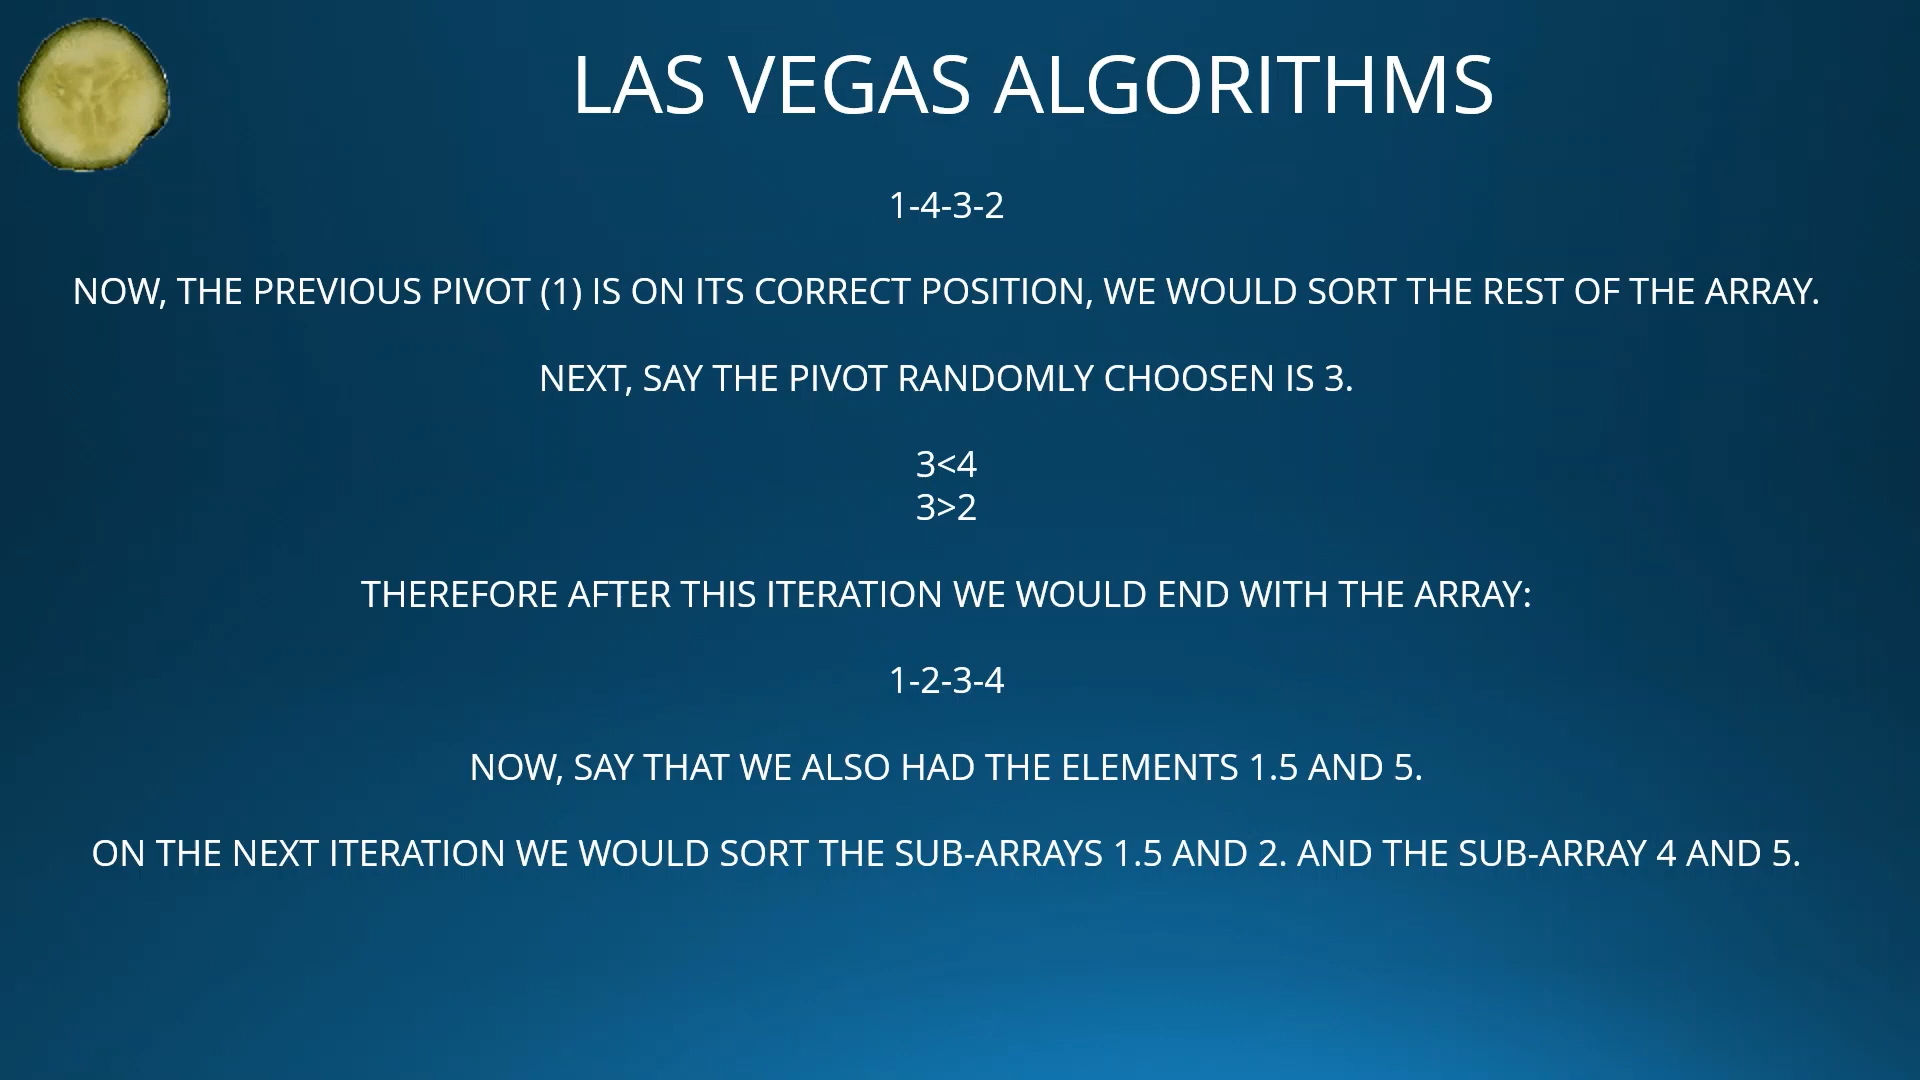 LAS VEGAS ALGORITHMS
1-4-3-2
NOW, THE PREVIOUS PIVOT (1) IS ON ITS CORRECT POSITION, WE WOULD SORT THE REST OF THE ARRAY.
NEXT, SAY THE PIVOT RANDOMLY CHOOSEN IS 3.
3<4
3>2
THEREFORE AFTER THIS ITERATION WE WOULD END WITH THE ARRAY:
1-2-3-4
NOW, SAY THAT WE ALSO HAD THE ELEMENTS 1.5 AND 5.
ON THE NEXT ITERATION WE WOULD SORT THE SUB-ARRAYS 1.5 AND 2. AND THE SUB-ARRAY 4 AND 5.